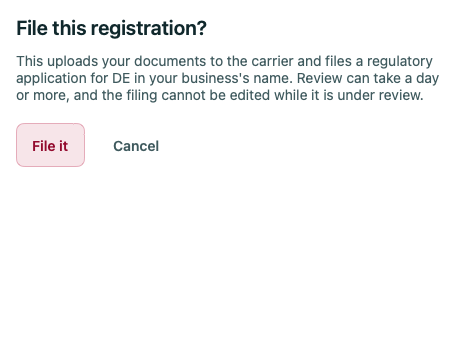 File this registration?
This uploads your documents to the carrier and files a regulatory
application for DE in your business's name. Review can take a day
or more, and the filing cannot be edited while it is under review.
File it
Cancel